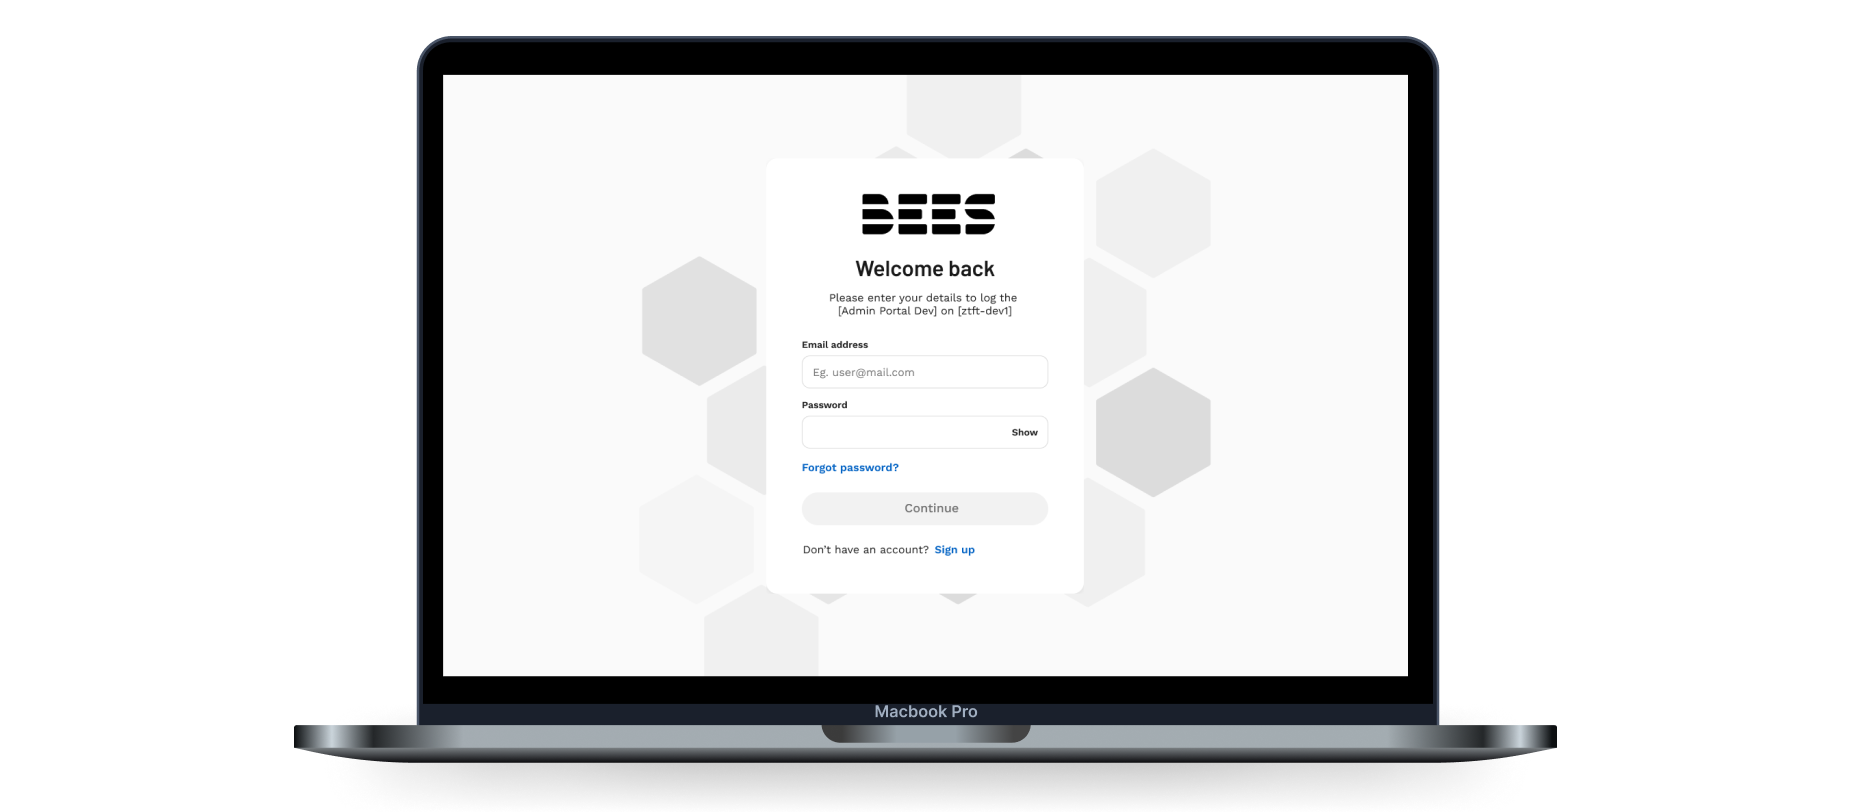 BEES
Welcome back
Please enter your details to log the
[Admin Portal Dev] on [ztft-dev1]
Email address
Eg. user@mail.com
Password
Show
Forgot password?
Continue
Don't have an account? Sign up
Macbook Pro